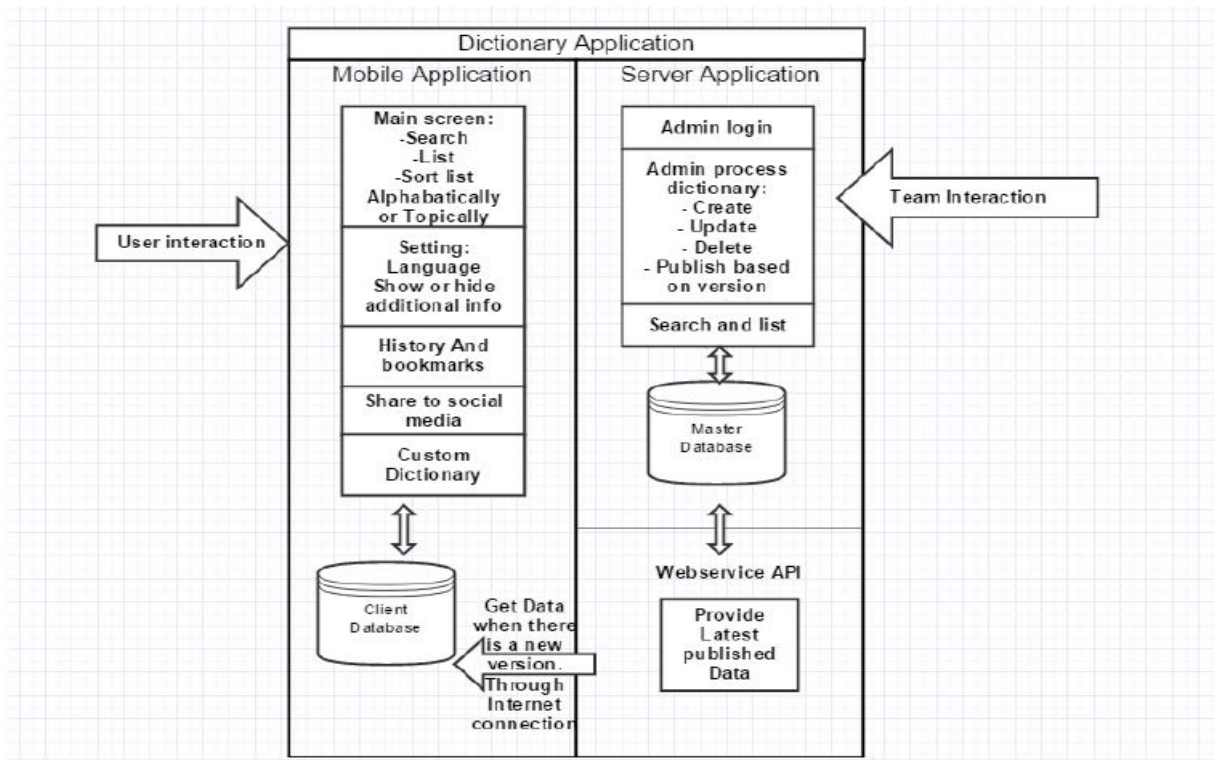 Dictionary Application
Mobile Application
Main screen:
-Search
-List
-Sort list
Alphabatically
or Topically
Setting:
Language
Show or hide
additional info
History And
bookmarks
Share to social
media
Custom
Dictionary
User interaction
Client
Database
Get Data
when there
is a new
version.
Through
Internet
connection
Server Application
Admin login
Admin process
dictionary:
- Create
- Update
- Delete
- Publish based
on version
Search and list
Team Interaction
Master
Database
Webservice API
Provide
Latest
published
Data